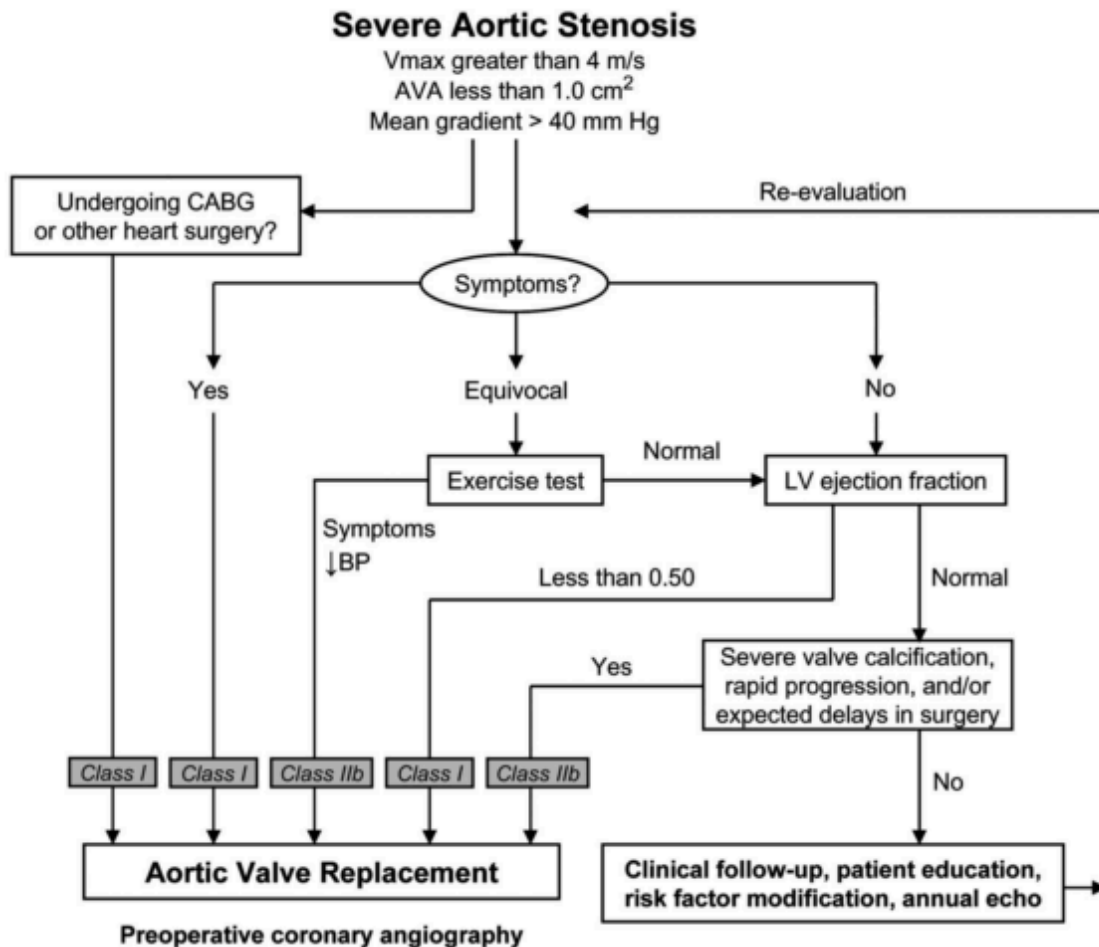 Severe Aortic Stenosis
Vmax greater than 4 m/s
AVA less than 1.0 cm²
Mean gradient > 40 mm Hg
Undergoing CABG
or other heart surgery?
Re-evaluation
Symptoms?
Yes
Equivocal
No
Exercise test
Normal
LV ejection fraction
Symptoms
↓BP
Less than 0.50
Normal
Yes
Severe valve calcification,
rapid progression, and/or
expected delays in surgery
Class I
Class I
Class IIb
Class I
Class IIb
No
Aortic Valve Replacement
Clinical follow-up, patient education,
risk factor modification, annual echo
Preoperative coronary angiography